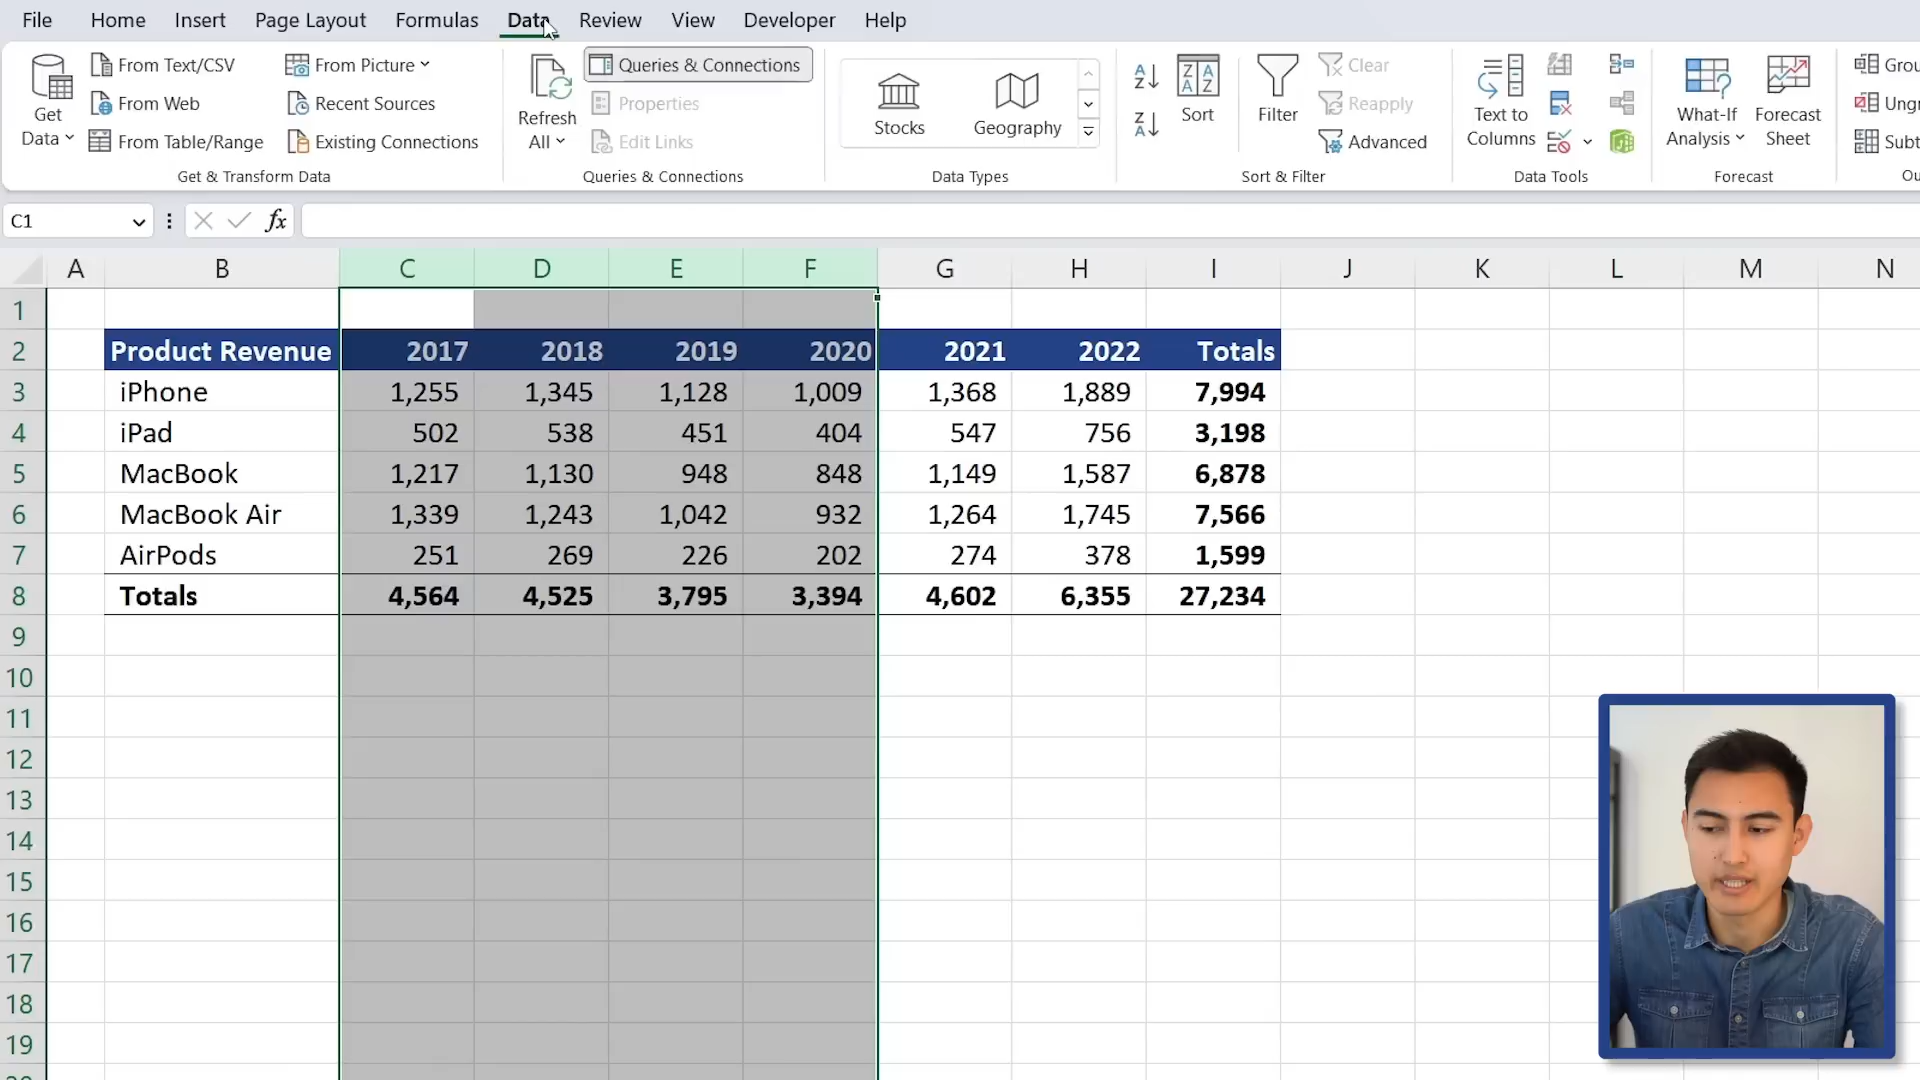 File Home Insert Page Layout Formulas Data Review View Developer Help
Get Data
From Text/CSV
From Web
From Table/Range
From Picture
Recent Sources
Existing Connections
Get & Transform Data
Refresh All
Queries & Connections
Properties
Edit Links
Queries & Connections
Stocks
Geography
Data Types
Sort
Filter
Clear
Reapply
Advanced
Sort & Filter
Text to Columns
Data Tools
What-If Analysis
Forecast Sheet
Forecast
Grou
Ungr
Subt
Ou
C1 fx
A B C D E F G H I J K L M N
1
2 Product Revenue 2017 2018 2019 2020 2021 2022 Totals
3 iPhone 1,255 1,345 1,128 1,009 1,368 1,889 7,994
4 iPad 502 538 451 404 547 756 3,198
5 MacBook 1,217 1,130 948 848 1,149 1,587 6,878
6 MacBook Air 1,339 1,243 1,042 932 1,264 1,745 7,566
7 AirPods 251 269 226 202 274 378 1,599
8 Totals 4,564 4,525 3,795 3,394 4,602 6,355 27,234
9
10
11
12
13
14
15
16
17
18
19